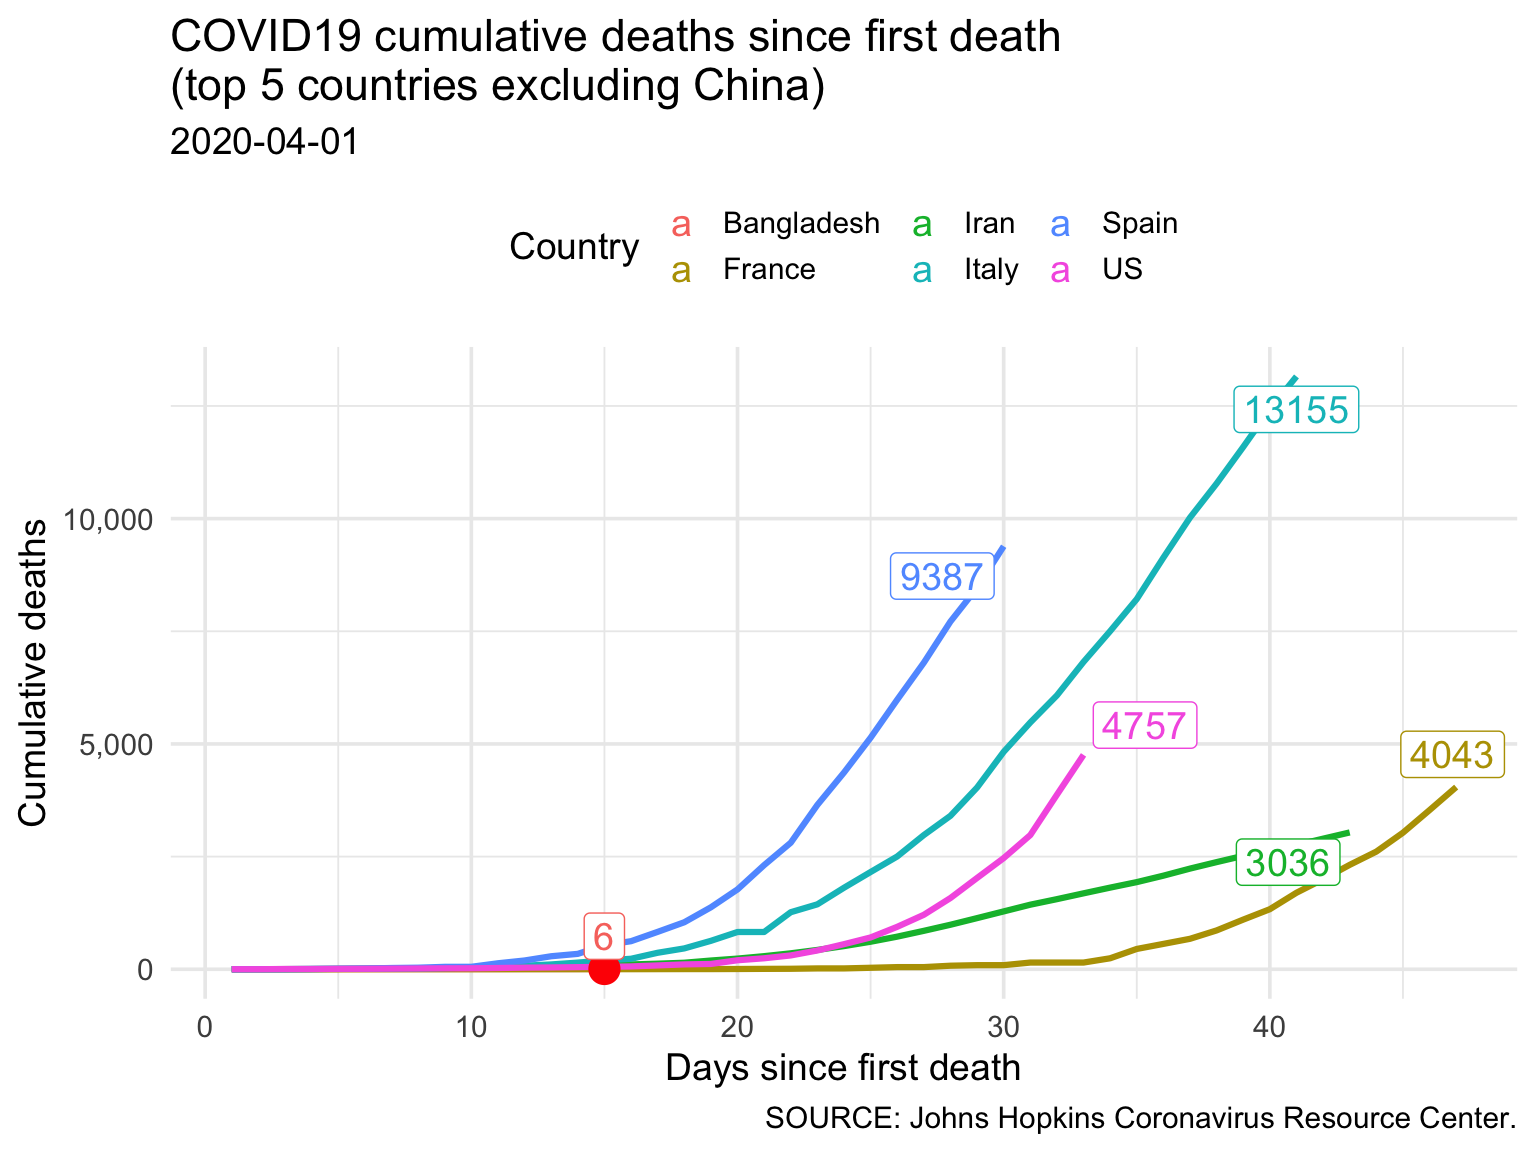 COVID19 cumulative deaths since first death
(top 5 countries excluding China)
2020-04-01
Country
a Bangladesh a Iran a Spain
a France a Italy a US
13155
10,000
9387
Cumulative deaths
4757
5,000
4043
3036
6
0
0 10 20 30 40
Days since first death
SOURCE: Johns Hopkins Coronavirus Resource Center.